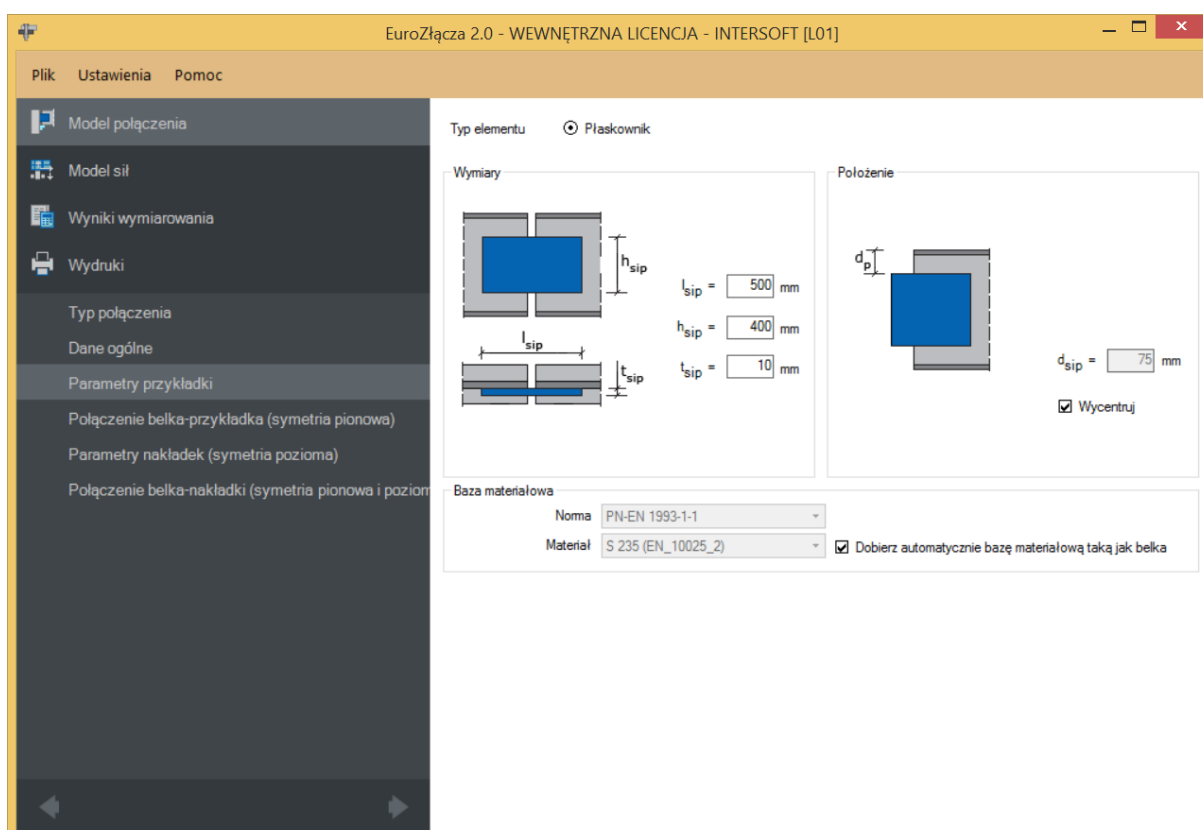 EuroZłącza 2.0 - WEWNĘTRZNA LICENCJA - INTERSOFT [L01]
Plik Ustawienia Pomoc
Model połączenia
Model sił
Wyniki wymiarowania
Wydruki
Typ połączenia
Dane ogólne
Parametry przykładki
Połączenie belka-przykładka (symetria pionowa)
Parametry nakładek (symetria pozioma)
Połączenie belka-nakładki (symetria pionowa i poziom
Typ elementu Płaskownik
Wymiary
h sip
l sip
t sip
l sip = 500 mm
h sip = 400 mm
t sip = 10 mm
Położenie
d p
d sip = 75 mm
Wycentruj
Baza materiałowa
Norma PN-EN 1993-1-1
Materiał S 235 (EN_10025_2) Dobierz automatycznie bazę materiałową taką jak belka